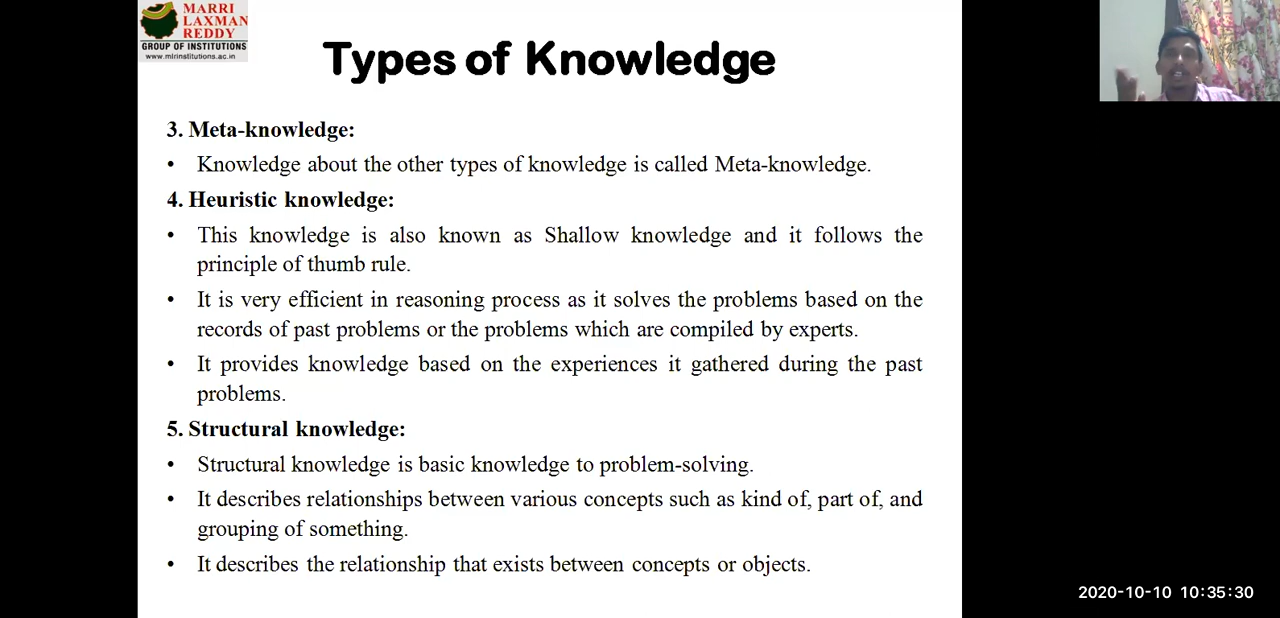 MARRI
LAXMAN
REDDY
GROUP OF INSTITUTIONS
www.mlrinstitutions.ac.in
Types of Knowledge
3. Meta-knowledge:
• Knowledge about the other types of knowledge is called Meta-knowledge.
4. Heuristic knowledge:
• This knowledge is also known as Shallow knowledge and it follows the
principle of thumb rule.
• It is very efficient in reasoning process as it solves the problems based on the
records of past problems or the problems which are compiled by experts.
• It provides knowledge based on the experiences it gathered during the past
problems.
5. Structural knowledge:
• Structural knowledge is basic knowledge to problem-solving.
• It describes relationships between various concepts such as kind of, part of, and
grouping of something.
• It describes the relationship that exists between concepts or objects.
2020-10-10 10:35:30